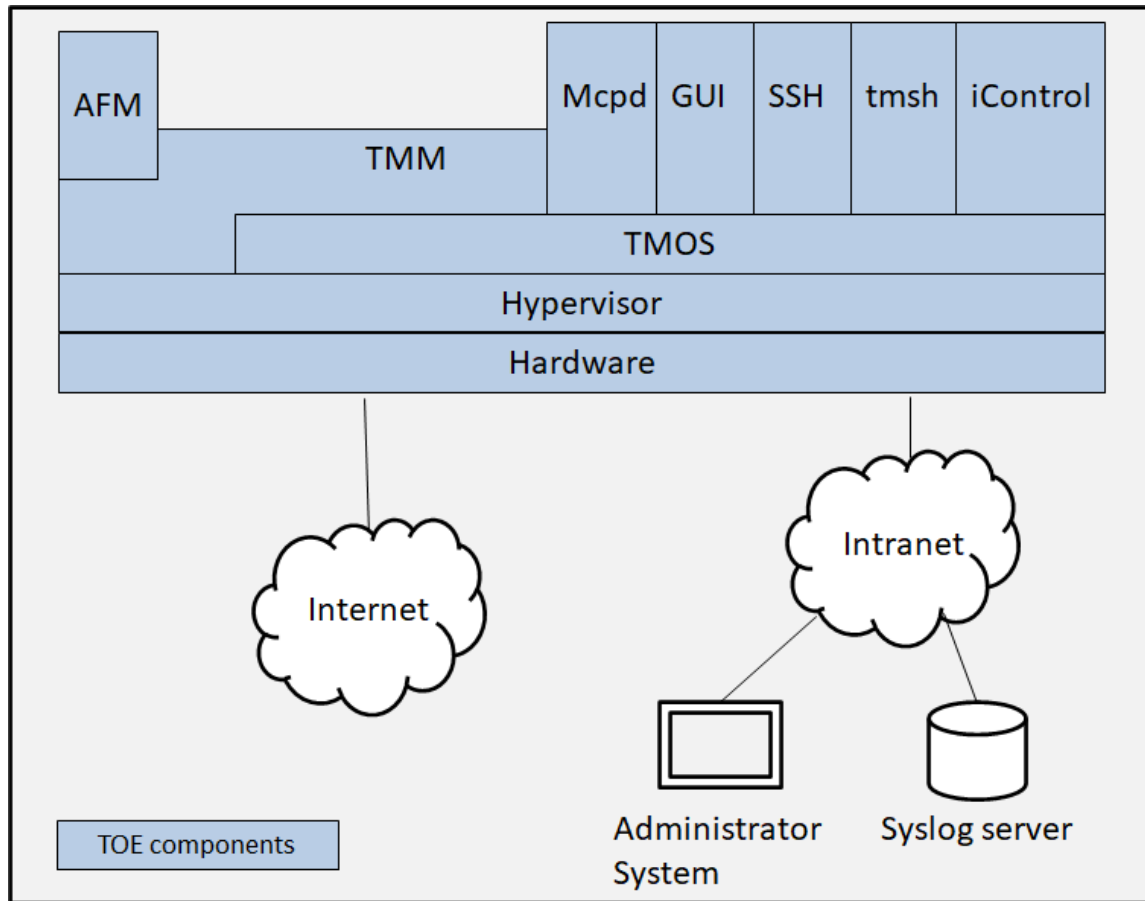 AFM
TMM
Mcpd
GUI
SSH
tmsh
iControl
TMOS
Hypervisor
Hardware
Internet
Intranet
Administrator
System
Syslog server
TOE components